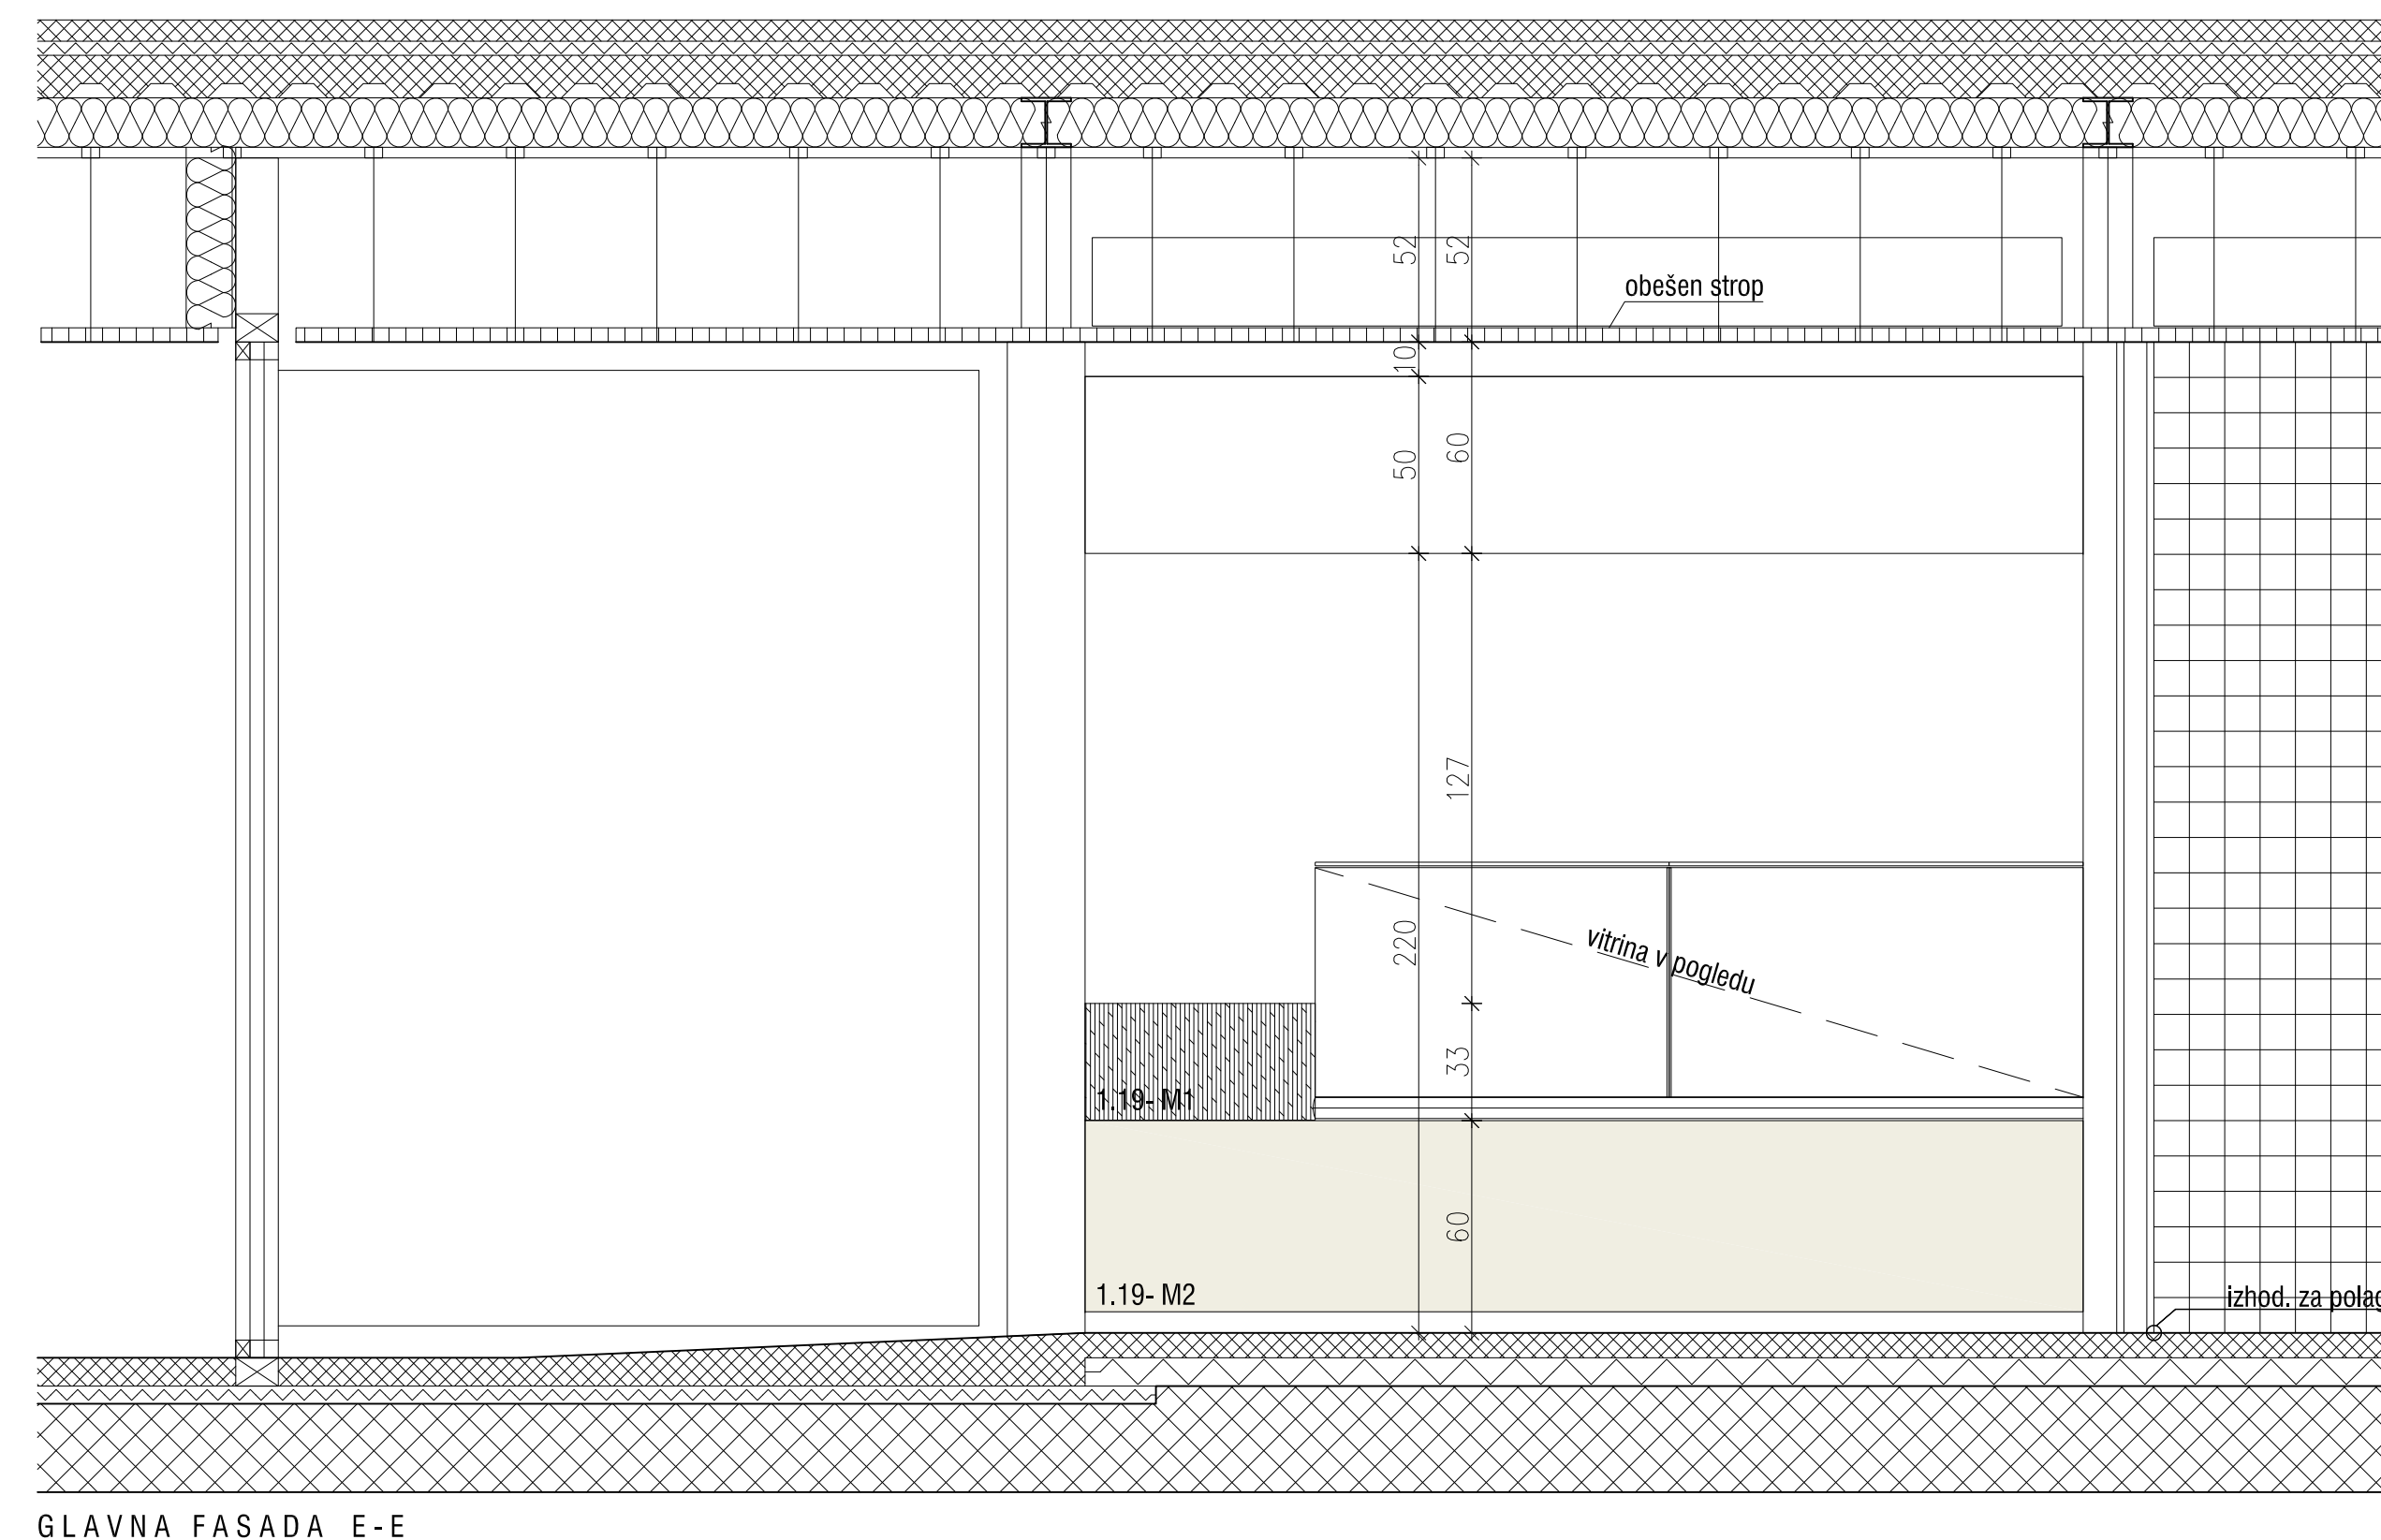 52
52
obešen strop
10
50
60
127
220
vitrina v pogledu
33
1.19- M1
60
1.19- M2
izhod. za
GLAVNA FASADA E-E